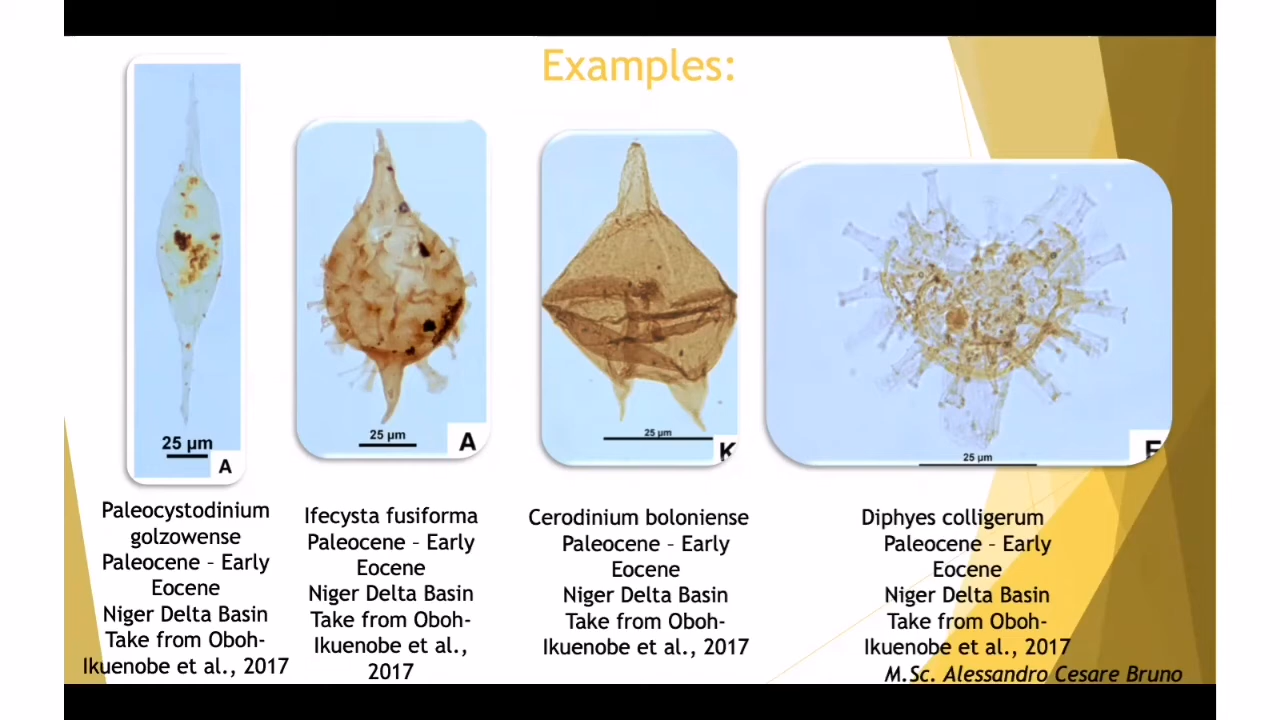 Examples:
25 µm
A
25 µm
A
25 µm
K
25 µm
Paleocystodinium
golzowense
Paleocene – Early
Eocene
Niger Delta Basin
Take from Oboh-
Ikuenobe et al., 2017
Ifecysta fusiforma
Paleocene – Early
Eocene
Niger Delta Basin
Take from Oboh-
Ikuenobe et al.,
2017
Cerodinium boloniense
Paleocene – Early
Eocene
Niger Delta Basin
Take from Oboh-
Ikuenobe et al., 2017
Diphyes colligerum
Paleocene – Early
Eocene
Niger Delta Basin
Take from Oboh-
Ikuenobe et al., 2017
M.Sc. Alessandro Cesare Bruno